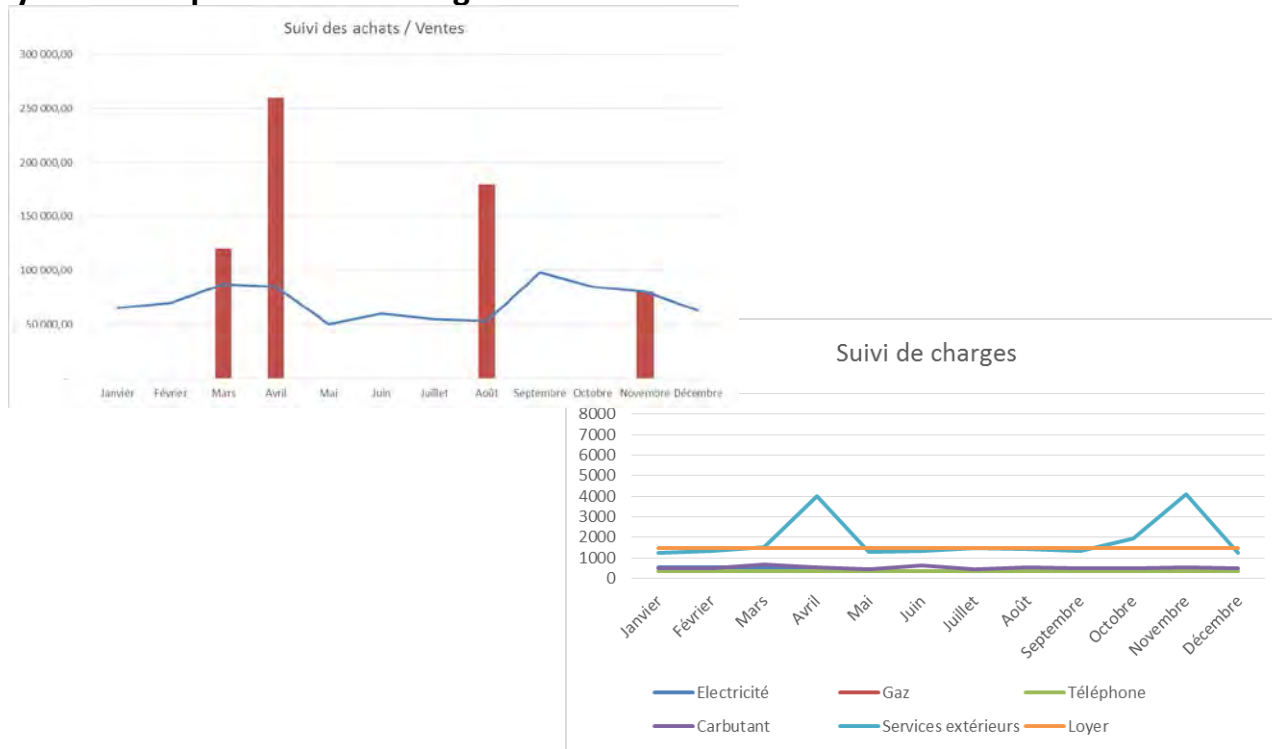 Suivi des achats / Ventes
300 000,00
250 000,00
200 000,00
150 000,00
100 000,00
50 000,00
-
Janvier Février Mars Avril Mai Juin Juillet Août Septembre Octobre Novembre Décembre
Suivi de charges
8000
7000
6000
5000
4000
3000
2000
1000
0
Janvier Février Mars Avril Mai Juin Juillet Août Septembre Octobre Novembre Décembre
Electricité Gaz Téléphone
Carbutant Services extérieurs Loyer